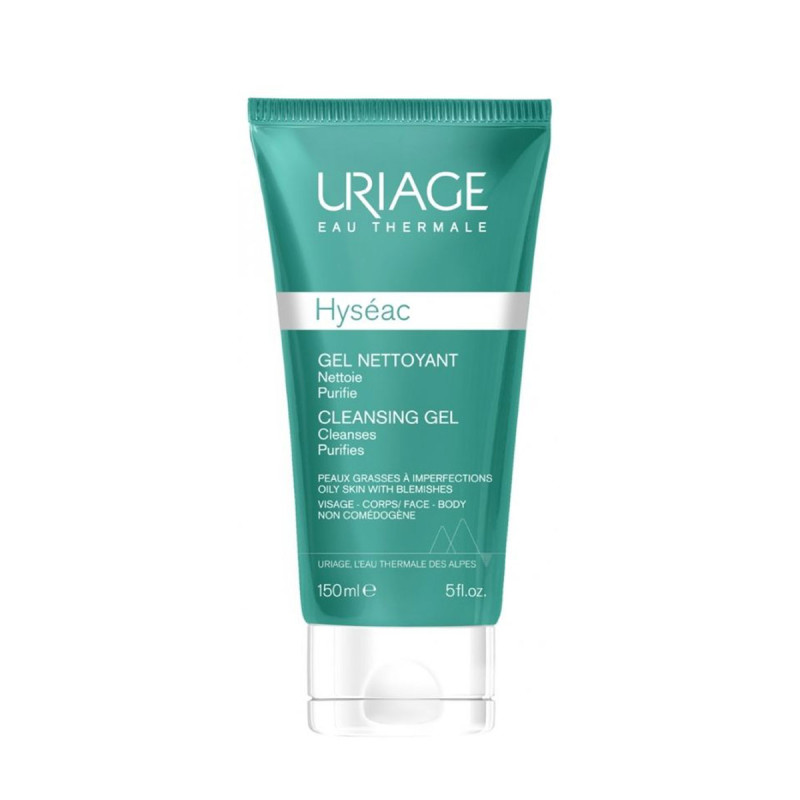 URIAGE
EAU THERMALE
Hyséac
GEL NETTOYANT
Nettoie
Purifie
CLEANSING GEL
Cleanses
Purifies
PEAUX GRASSES À IMPERFECTIONS
OILY SKIN WITH BLEMISHES
VISAGE - CORPS/ FACE - BODY
NON COMÉDOGÈNE
URIAGE, L'EAU THERMALE DES ALPES
150ml e 5fl.oz.